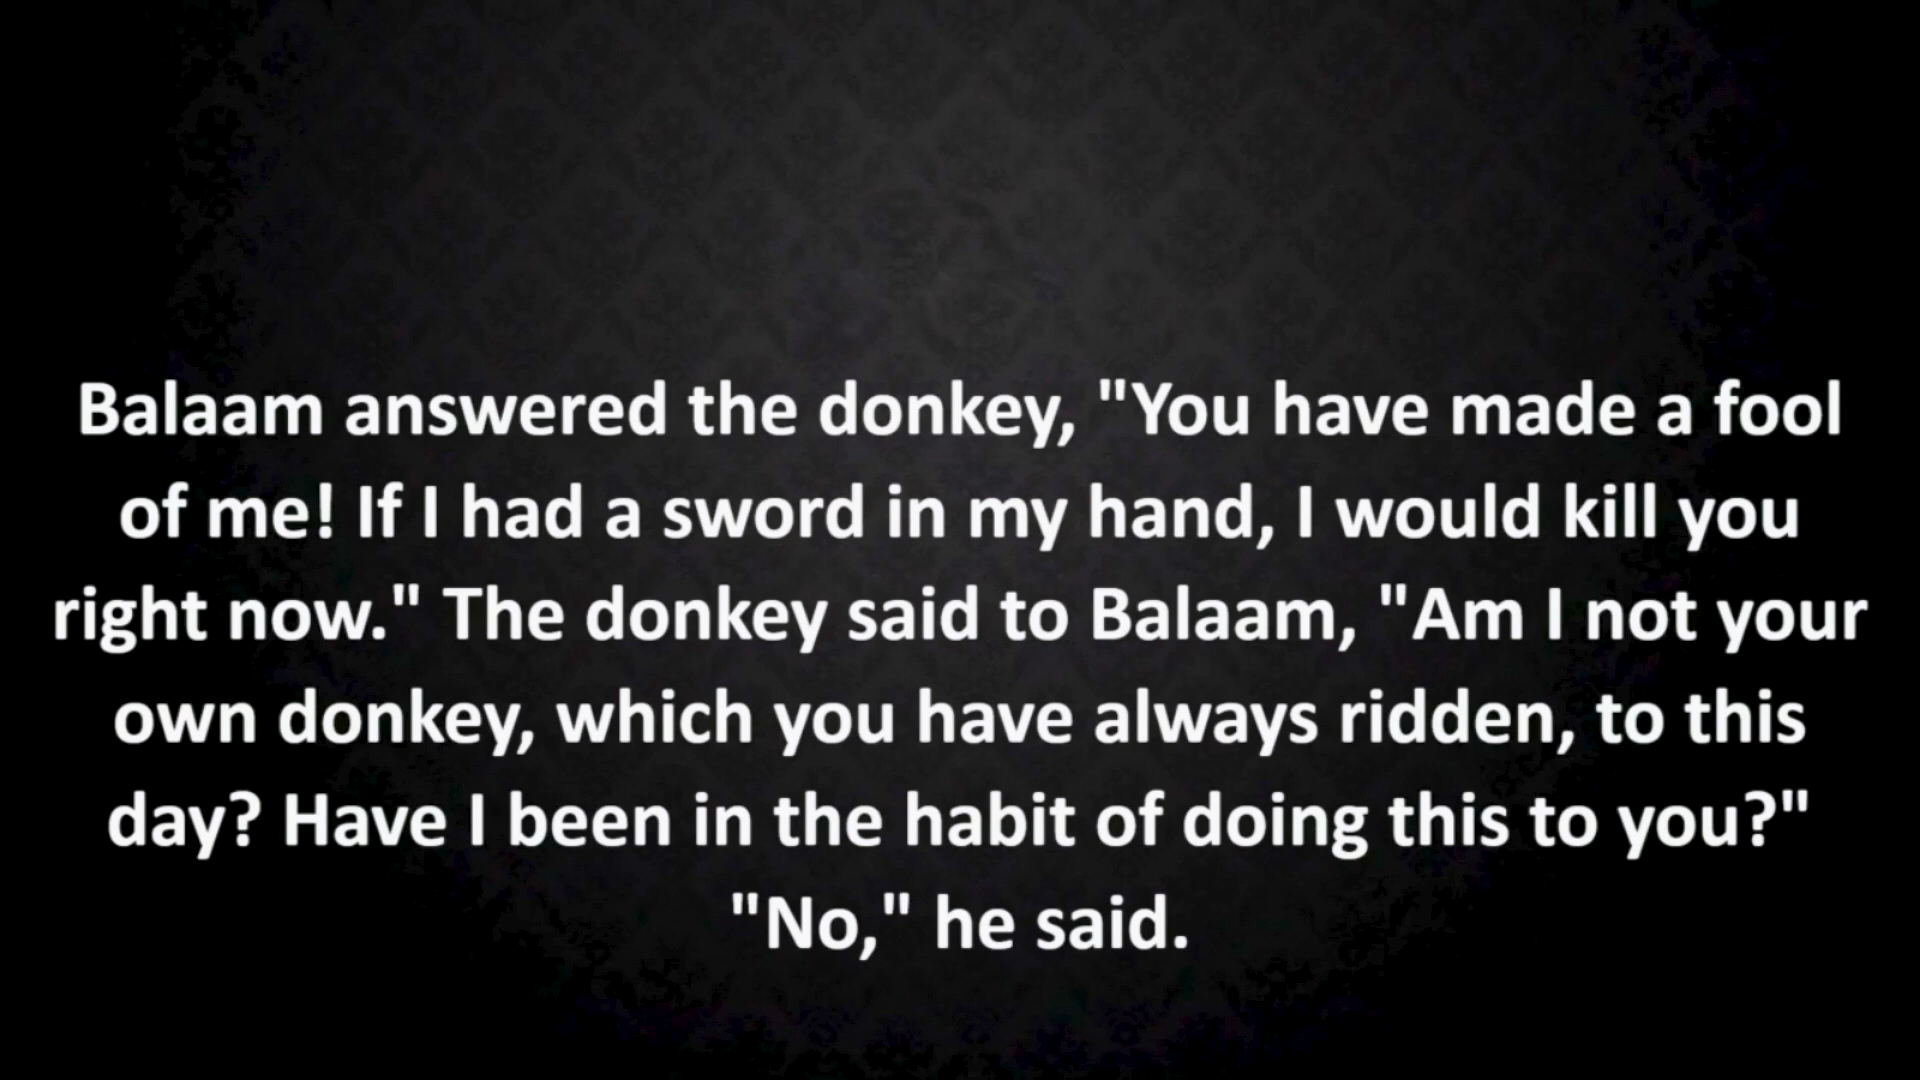 Balaam answered the donkey, "You have made a fool
of me! If I had a sword in my hand, I would kill you
right now." The donkey said to Balaam, "Am I not your
own donkey, which you have always ridden, to this
day? Have I been in the habit of doing this to you?"
"No," he said.